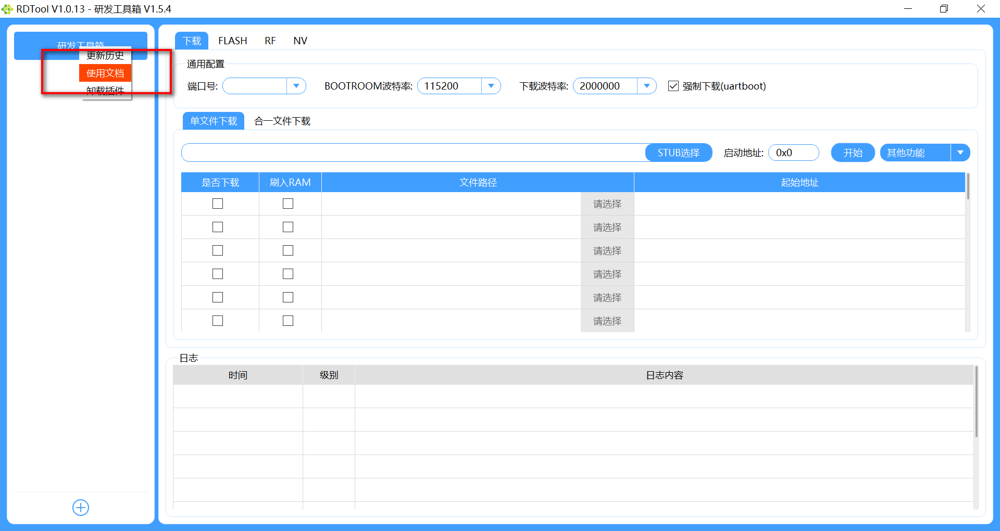 RDTool V1.0.13 - 研发工具箱 V1.5.4
研发工具箱
更新历史
使用文档
卸载插件
下载 FLASH RF NV
通用配置
端口号: BOOTROOM波特率: 115200 下载波特率: 2000000 强制下载(uartboot)
单文件下载 合一文件下载
STUB选择 启动地址: 0x0 开始 其他功能
是否下载 刷入RAM 文件路径 起始地址
请选择
请选择
请选择
请选择
请选择
请选择
日志
时间 级别 日志内容